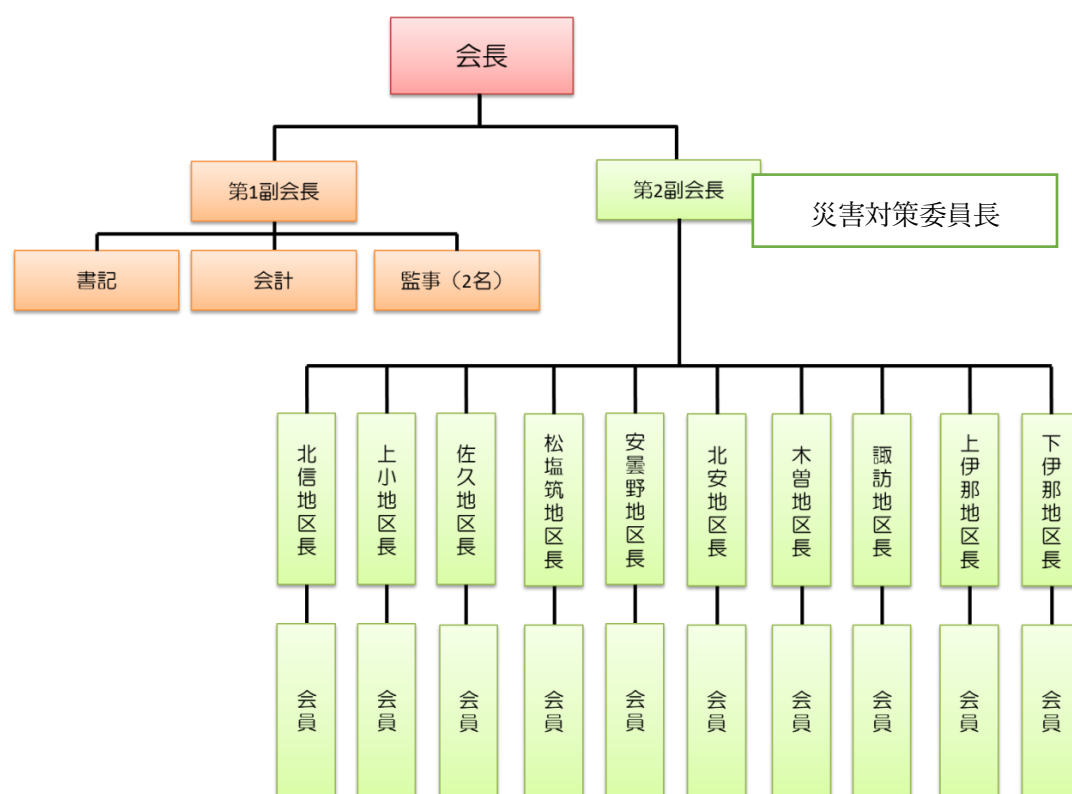 会長
第1副会長
第2副会長
災害対策委員長
書記
会計
監事（2名）
北信地区長
上小地区長
佐久地区長
松塩筑地区長
安曇野地区長
北安地区長
木曽地区長
諏訪地区長
上伊那地区長
下伊那地区長
会員
会員
会員
会員
会員
会員
会員
会員
会員
会員